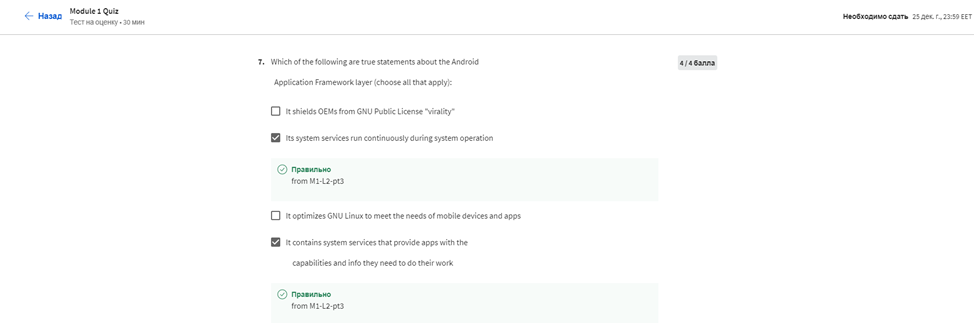 Назад
Module 1 Quiz
Тест на оценку • 30 мин
Необходимо сдать 25 дек. г., 23:59 EET
7. Which of the following are true statements about the Android
4 / 4 балла
Application Framework layer (choose all that apply):
It shields OEMs from GNU Public License "virality"
Its system services run continuously during system operation
Правильно
from M1-L2-pt3
It optimizes GNU Linux to meet the needs of mobile devices and apps
It contains system services that provide apps with the
capabilities and info they need to do their work
Правильно
from M1-L2-pt3